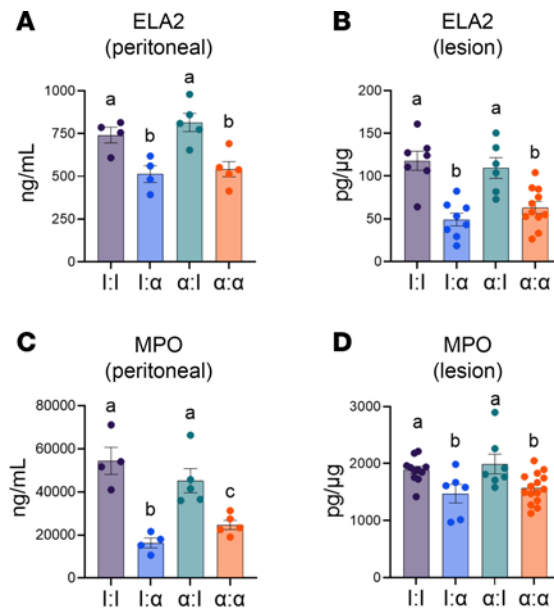 A
ELA2
(peritoneal)
ng/mL
1000
750
500
250
0
a
b
a
b
I:I
I:α
α:I
α:α
B
ELA2
(lesion)
pg/μg
200
150
100
50
0
a
b
a
b
I:I
I:α
α:I
α:α
C
MPO
(peritoneal)
ng/mL
80000
60000
40000
20000
0
a
b
a
c
I:I
I:α
α:I
α:α
D
MPO
(lesion)
pg/μg
3000
2000
1000
0
a
b
a
b
I:I
I:α
α:I
α:α